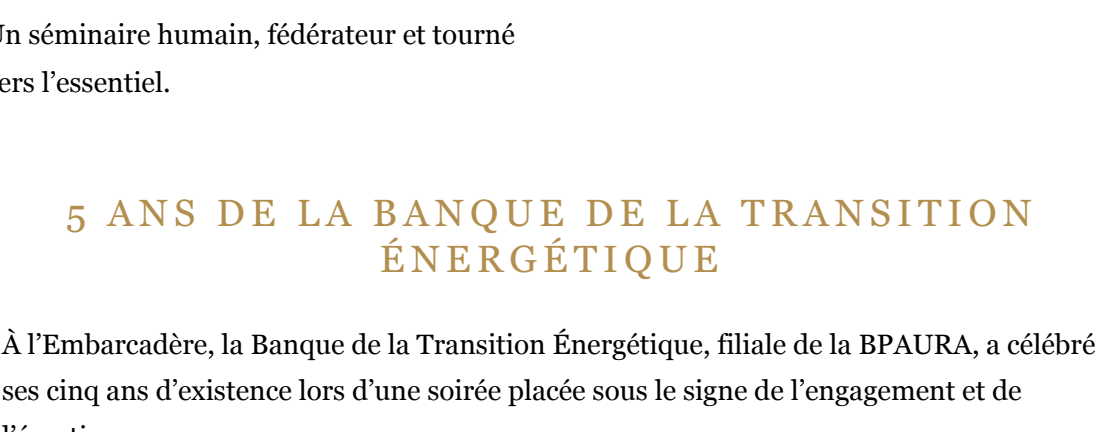 Un séminaire humain, fédérateur et tourné
vers l’essentiel.
5 ANS DE LA BANQUE DE LA TRANSITION
ÉNERGÉTIQUE
À l’Embarcadère, la Banque de la Transition Énergétique, filiale de la BPAURA, a célébré
ses cinq ans d’existence lors d’une soirée placée sous le signe de l’engagement et de